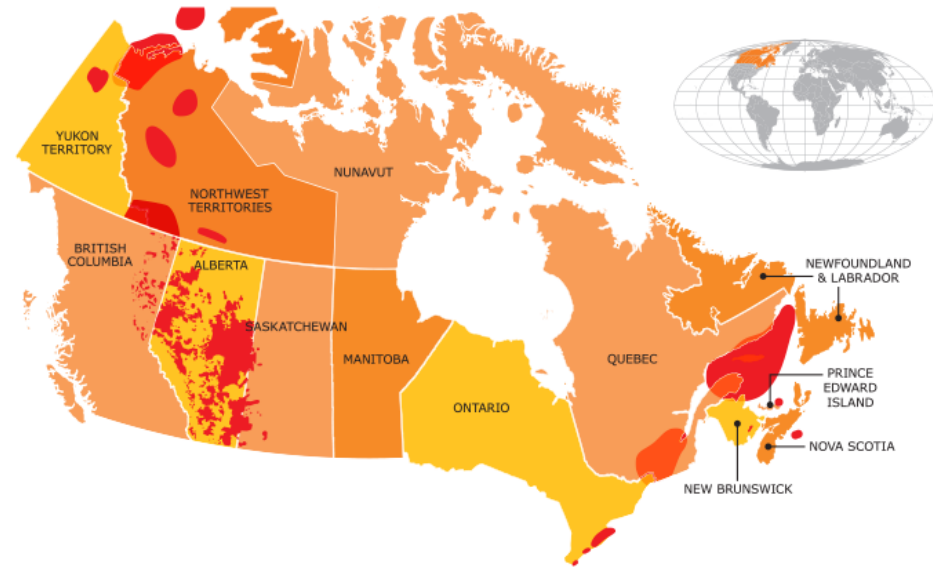 YUKON
TERRITORY
NUNAVUT
NORTHWEST
TERRITORIES
BRITISH
COLUMBIA
ALBERTA
NEWFOUNDLAND
& LABRADOR
SASKATCHEWAN
MANITOBA
QUEBEC
PRINCE
EDWARD
ISLAND
ONTARIO
NOVA SCOTIA
NEW BRUNSWICK